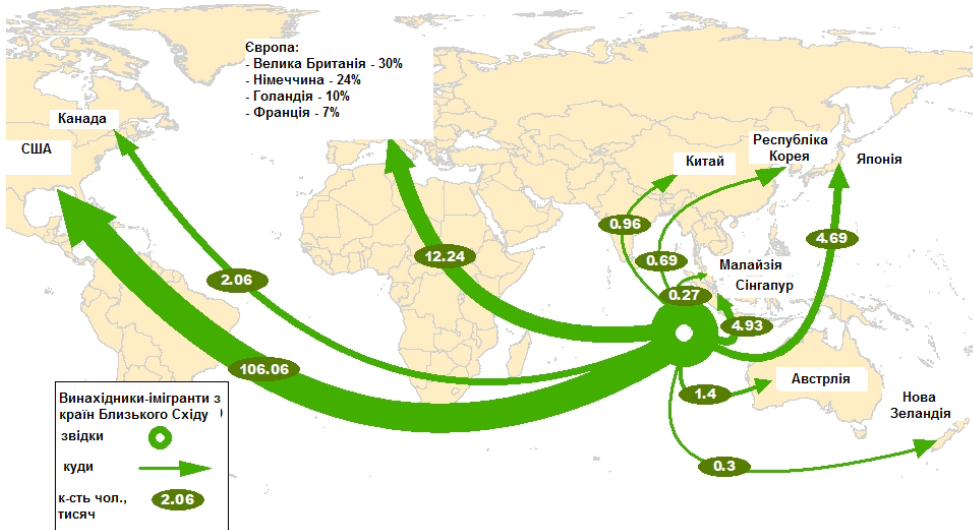 Європа:
- Велика Британія - 30%
- Німеччина - 24%
- Голандія - 10%
- Франція - 7%
Канада
США
Республіка
Корея
Китай
Японія
0.96
4.69
12.24
0.69
Малайзія
2.06
0.27
Сінгапур
4.93
106.06
Австрлія
1.4
Нова
Зеландія
0.3
Винахідники-імігранти з
країн Близького Сходу
звідки
куди
к-сть чол.,
тисяч
2.06